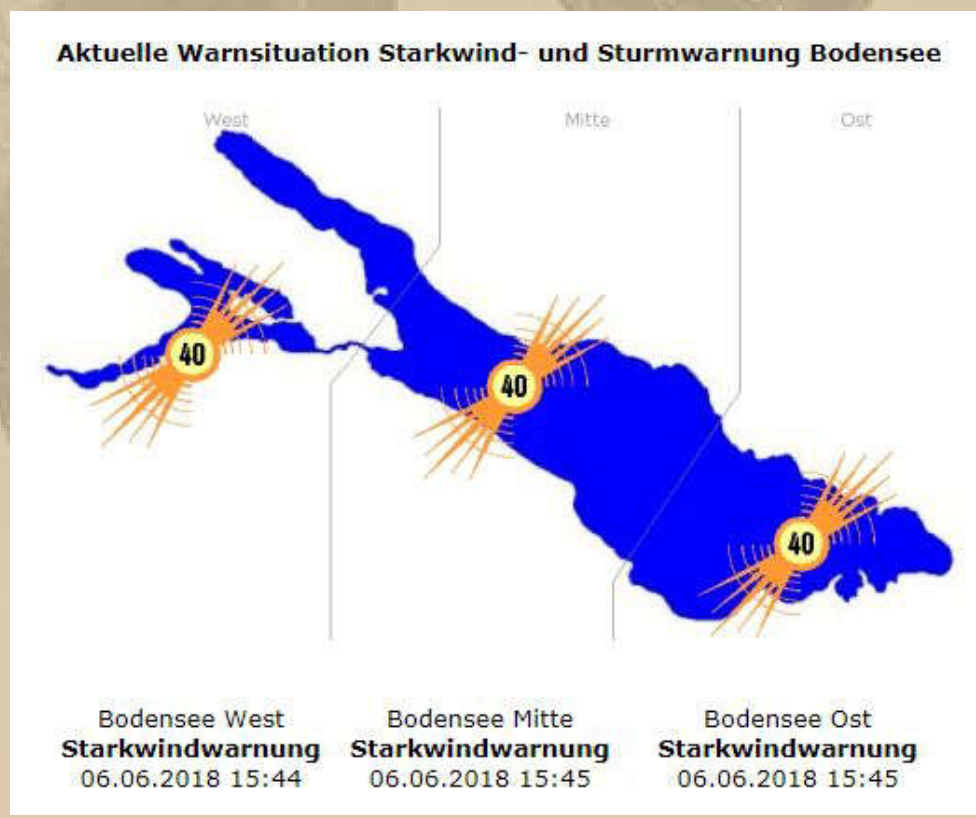 Aktuelle Warnsituation Starkwind- und Sturmwarnung Bodensee
West Mitte Ost
40
40
40
Bodensee West
Starkwindwarnung
06.06.2018 15:44
Bodensee Mitte
Starkwindwarnung
06.06.2018 15:45
Bodensee Ost
Starkwindwarnung
06.06.2018 15:45